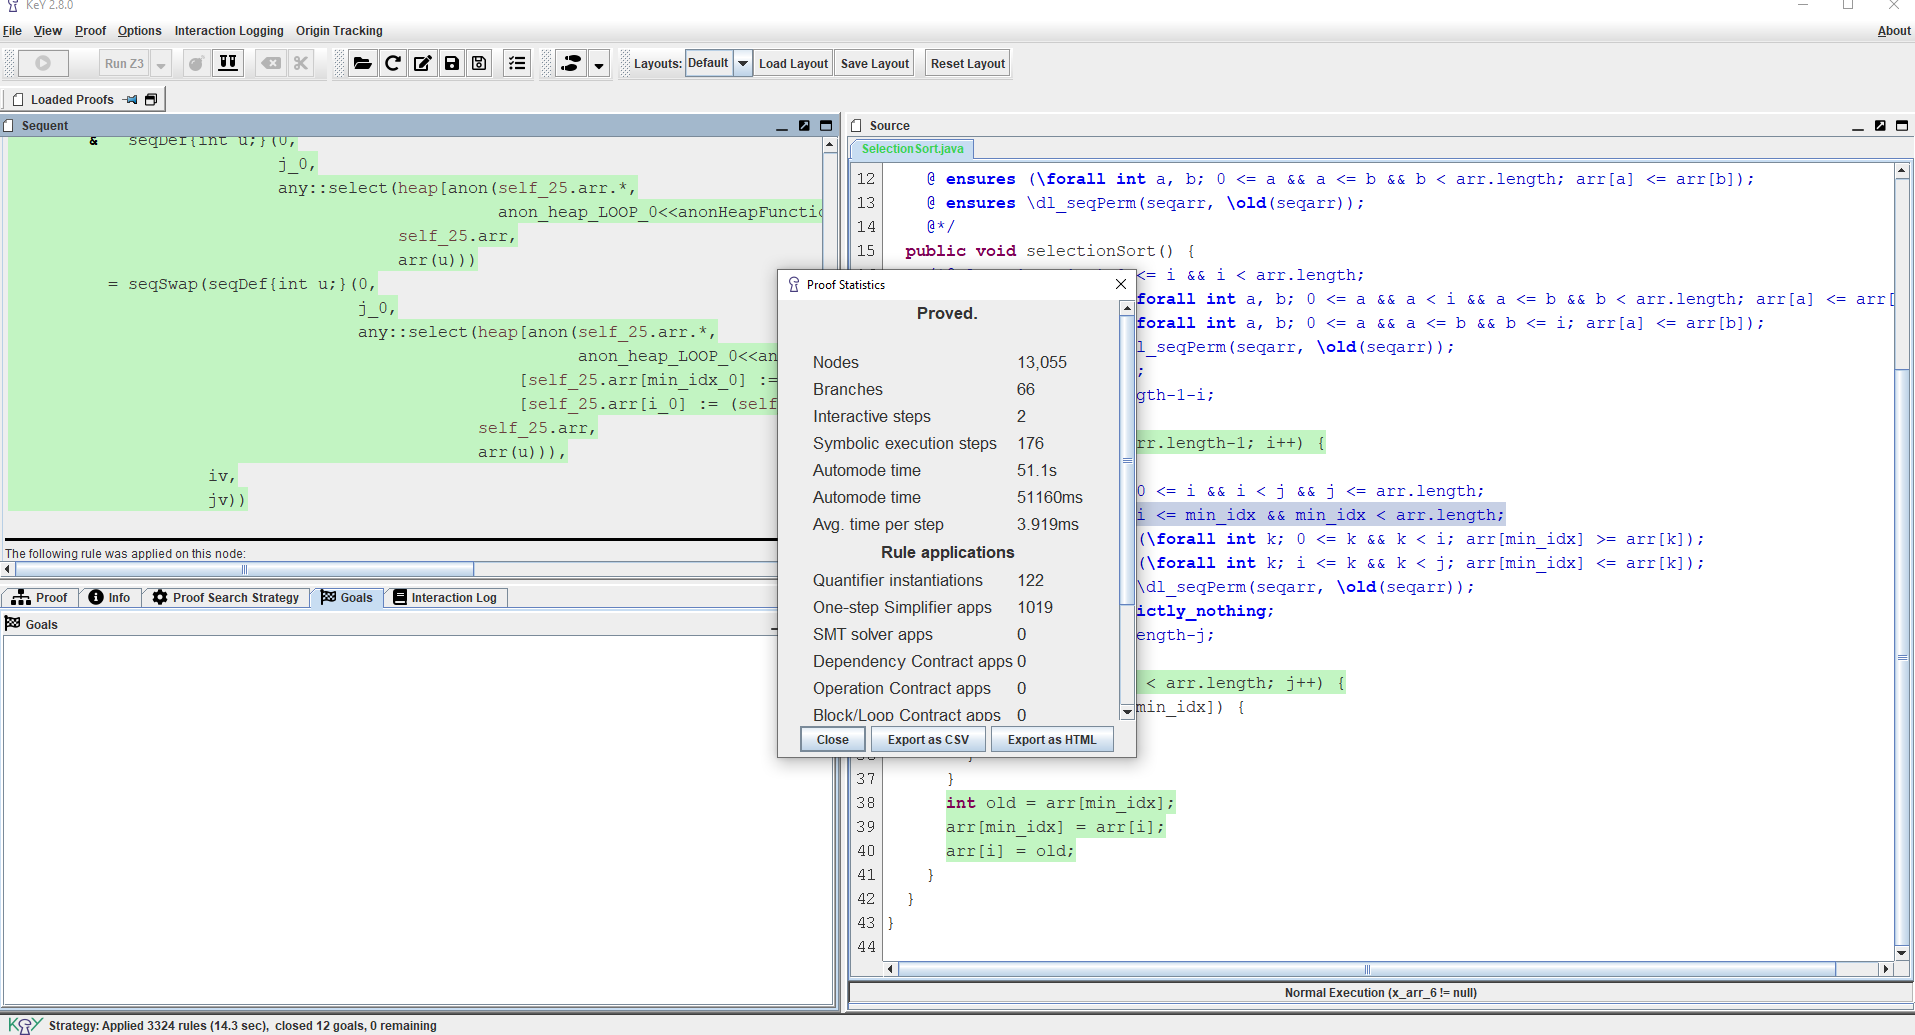 KeY 2.8.0
File View Proof Options Interaction Logging Origin Tracking About
Run Z3 Layouts: Default Load Layout Save Layout Reset Layout
Loaded Proofs
Sequent
& seqDef{int u;}(0,
j_0,
any::select(heap[anon(self_25.arr.*,
anon_heap_LOOP_0<<anonHeapFunctio
self_25.arr,
arr(u)))
= seqSwap(seqDef{int u;}(0,
j_0,
any::select(heap[anon(self_25.arr.*,
anon_heap_LOOP_0<<an
[self_25.arr[min_idx_0] :=
[self_25.arr[i_0] := (self
self_25.arr,
arr(u))),
iv,
jv))
The following rule was applied on this node:
Proof Info Proof Search Strategy Goals Interaction Log
Goals
Source
SelectionSort.java
12 @ ensures (\forall int a, b; 0 <= a && a <= b && b < arr.length; arr[a] <= arr[b]);
13 @ ensures \dl_seqPerm(seqarr, \old(seqarr));
14 @*/
15 public void selectionSort() {
<= i && i < arr.length;
forall int a, b; 0 <= a && a < i && a <= b && b < arr.length; arr[a] <= arr[
forall int a, b; 0 <= a && a <= b && b <= i; arr[a] <= arr[b]);
l_seqPerm(seqarr, \old(seqarr));
;
gth-1-i;
rr.length-1; i++) {
0 <= i && i < j && j <= arr.length;
i <= min_idx && min_idx < arr.length;
(\forall int k; 0 <= k && k < i; arr[min_idx] >= arr[k]);
(\forall int k; i <= k && k < j; arr[min_idx] <= arr[k]);
\dl_seqPerm(seqarr, \old(seqarr));
ictly_nothing;
ength-j;
< arr.length; j++) {
min_idx]) {
}
37 }
38 int old = arr[min_idx];
39 arr[min_idx] = arr[i];
40 arr[i] = old;
41 }
42 }
43 }
44
Normal Execution (x_arr_6 != null)
Proof Statistics
Proved.
Nodes 13,055
Branches 66
Interactive steps 2
Symbolic execution steps 176
Automode time 51.1s
Automode time 51160ms
Avg. time per step 3.919ms
Rule applications
Quantifier instantiations 122
One-step Simplifier apps 1019
SMT solver apps 0
Dependency Contract apps 0
Operation Contract apps 0
Block/Loop Contract apps 0
Close Export as CSV Export as HTML
KeY Strategy: Applied 3324 rules (14.3 sec), closed 12 goals, 0 remaining